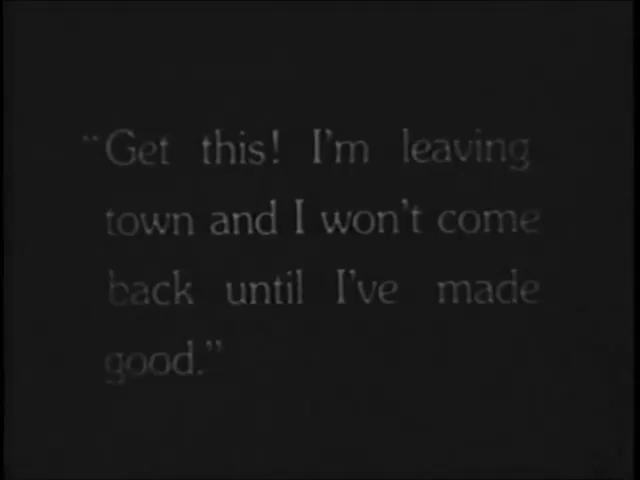 "Get this! I'm leaving
town and I won't come
back until I've made
good."